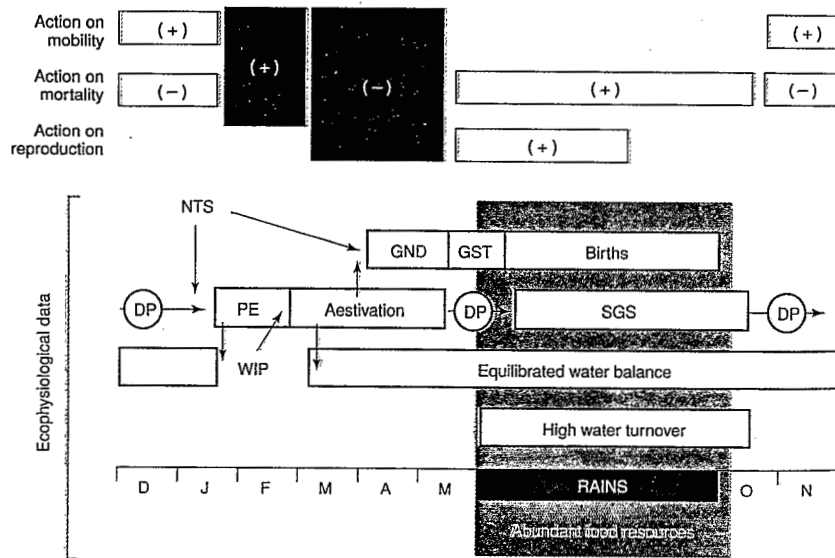 Action on
mobility
(+)
(+)
Action on
mortality
(−)
(+)
(−)
(+)
(−)
Action on
reproduction
(+)
Ecophysiological data
NTS
GND
GST
Births
DP
PE
Aestivation
DP
SGS
DP
WIP
Equilibrated water balance
High water turnover
D
J
F
M
A
M
RAINS
O
N
Abundant food resources